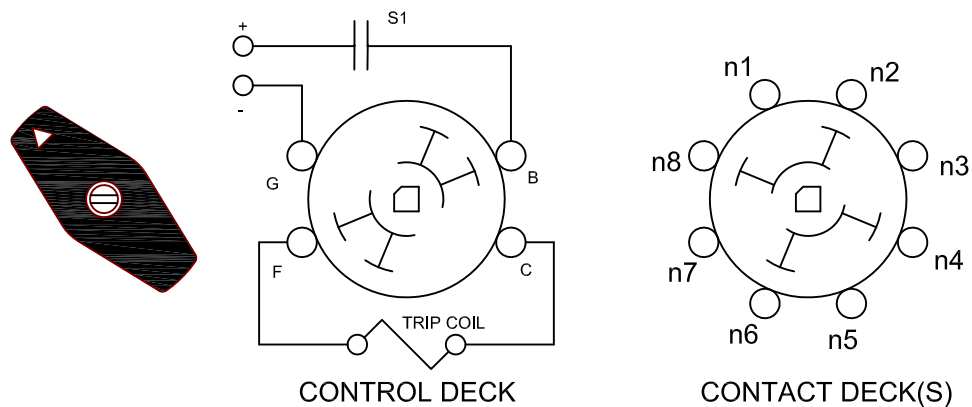 S1
+
-
G
B
F
C
TRIP COIL
CONTROL DECK
n1
n2
n3
n4
n5
n6
n7
n8
CONTACT DECK(S)